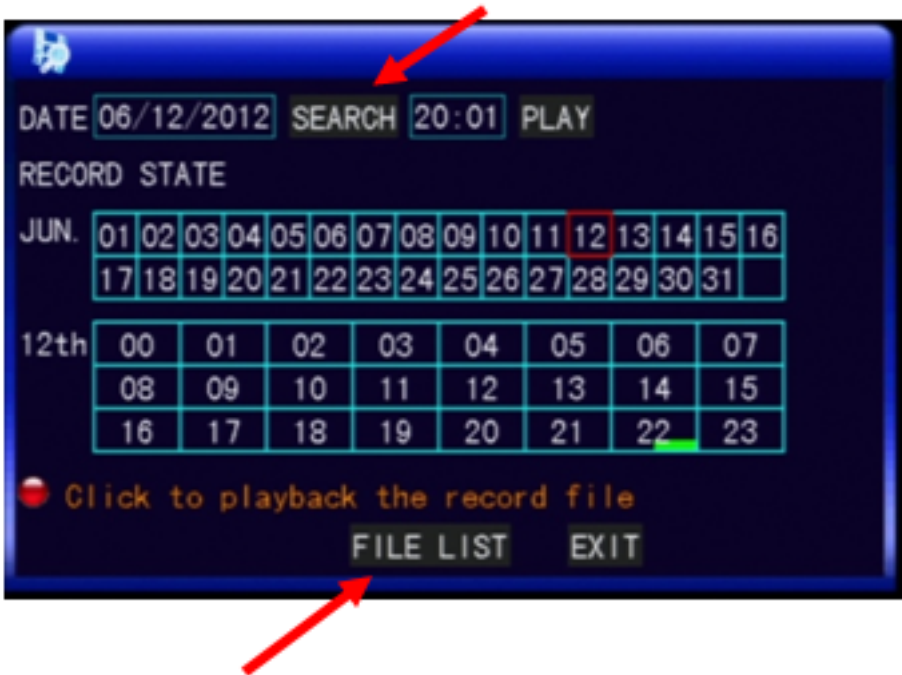 DATE 06/12/2012 SEARCH 20:01 PLAY
RECORD STATE
JUN. 01 02 03 04 05 06 07 08 09 10 11 12 13 14 15 16
17 18 19 20 21 22 23 24 25 26 27 28 29 30 31
12th 00 01 02 03 04 05 06 07
08 09 10 11 12 13 14 15
16 17 18 19 20 21 22 23
Click to playback the record file
FILE LIST EXIT